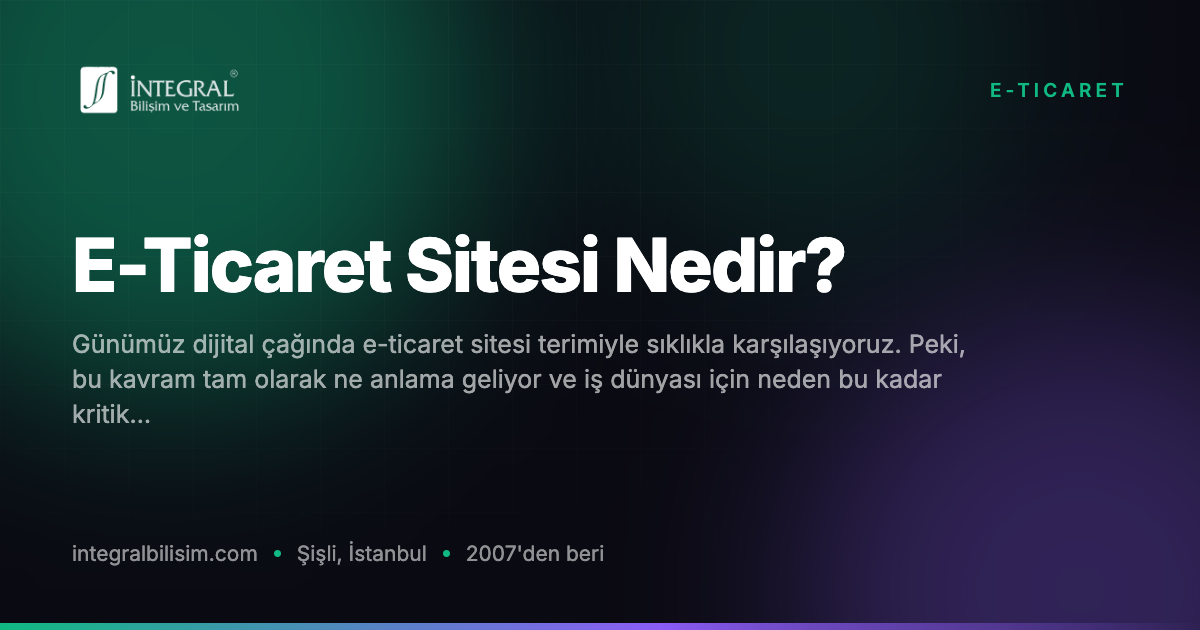 İNTEGRAL®
Bilişim ve Tasarım
E-TICARET
E-Ticaret Sitesi Nedir?
Günümüz dijital çağında e-ticaret sitesi terimiyle sıklıkla karşılaşıyoruz. Peki,
bu kavram tam olarak ne anlama geliyor ve iş dünyası için neden bu kadar
kritik...
integralbilisim.com • Şişli, İstanbul • 2007'den beri